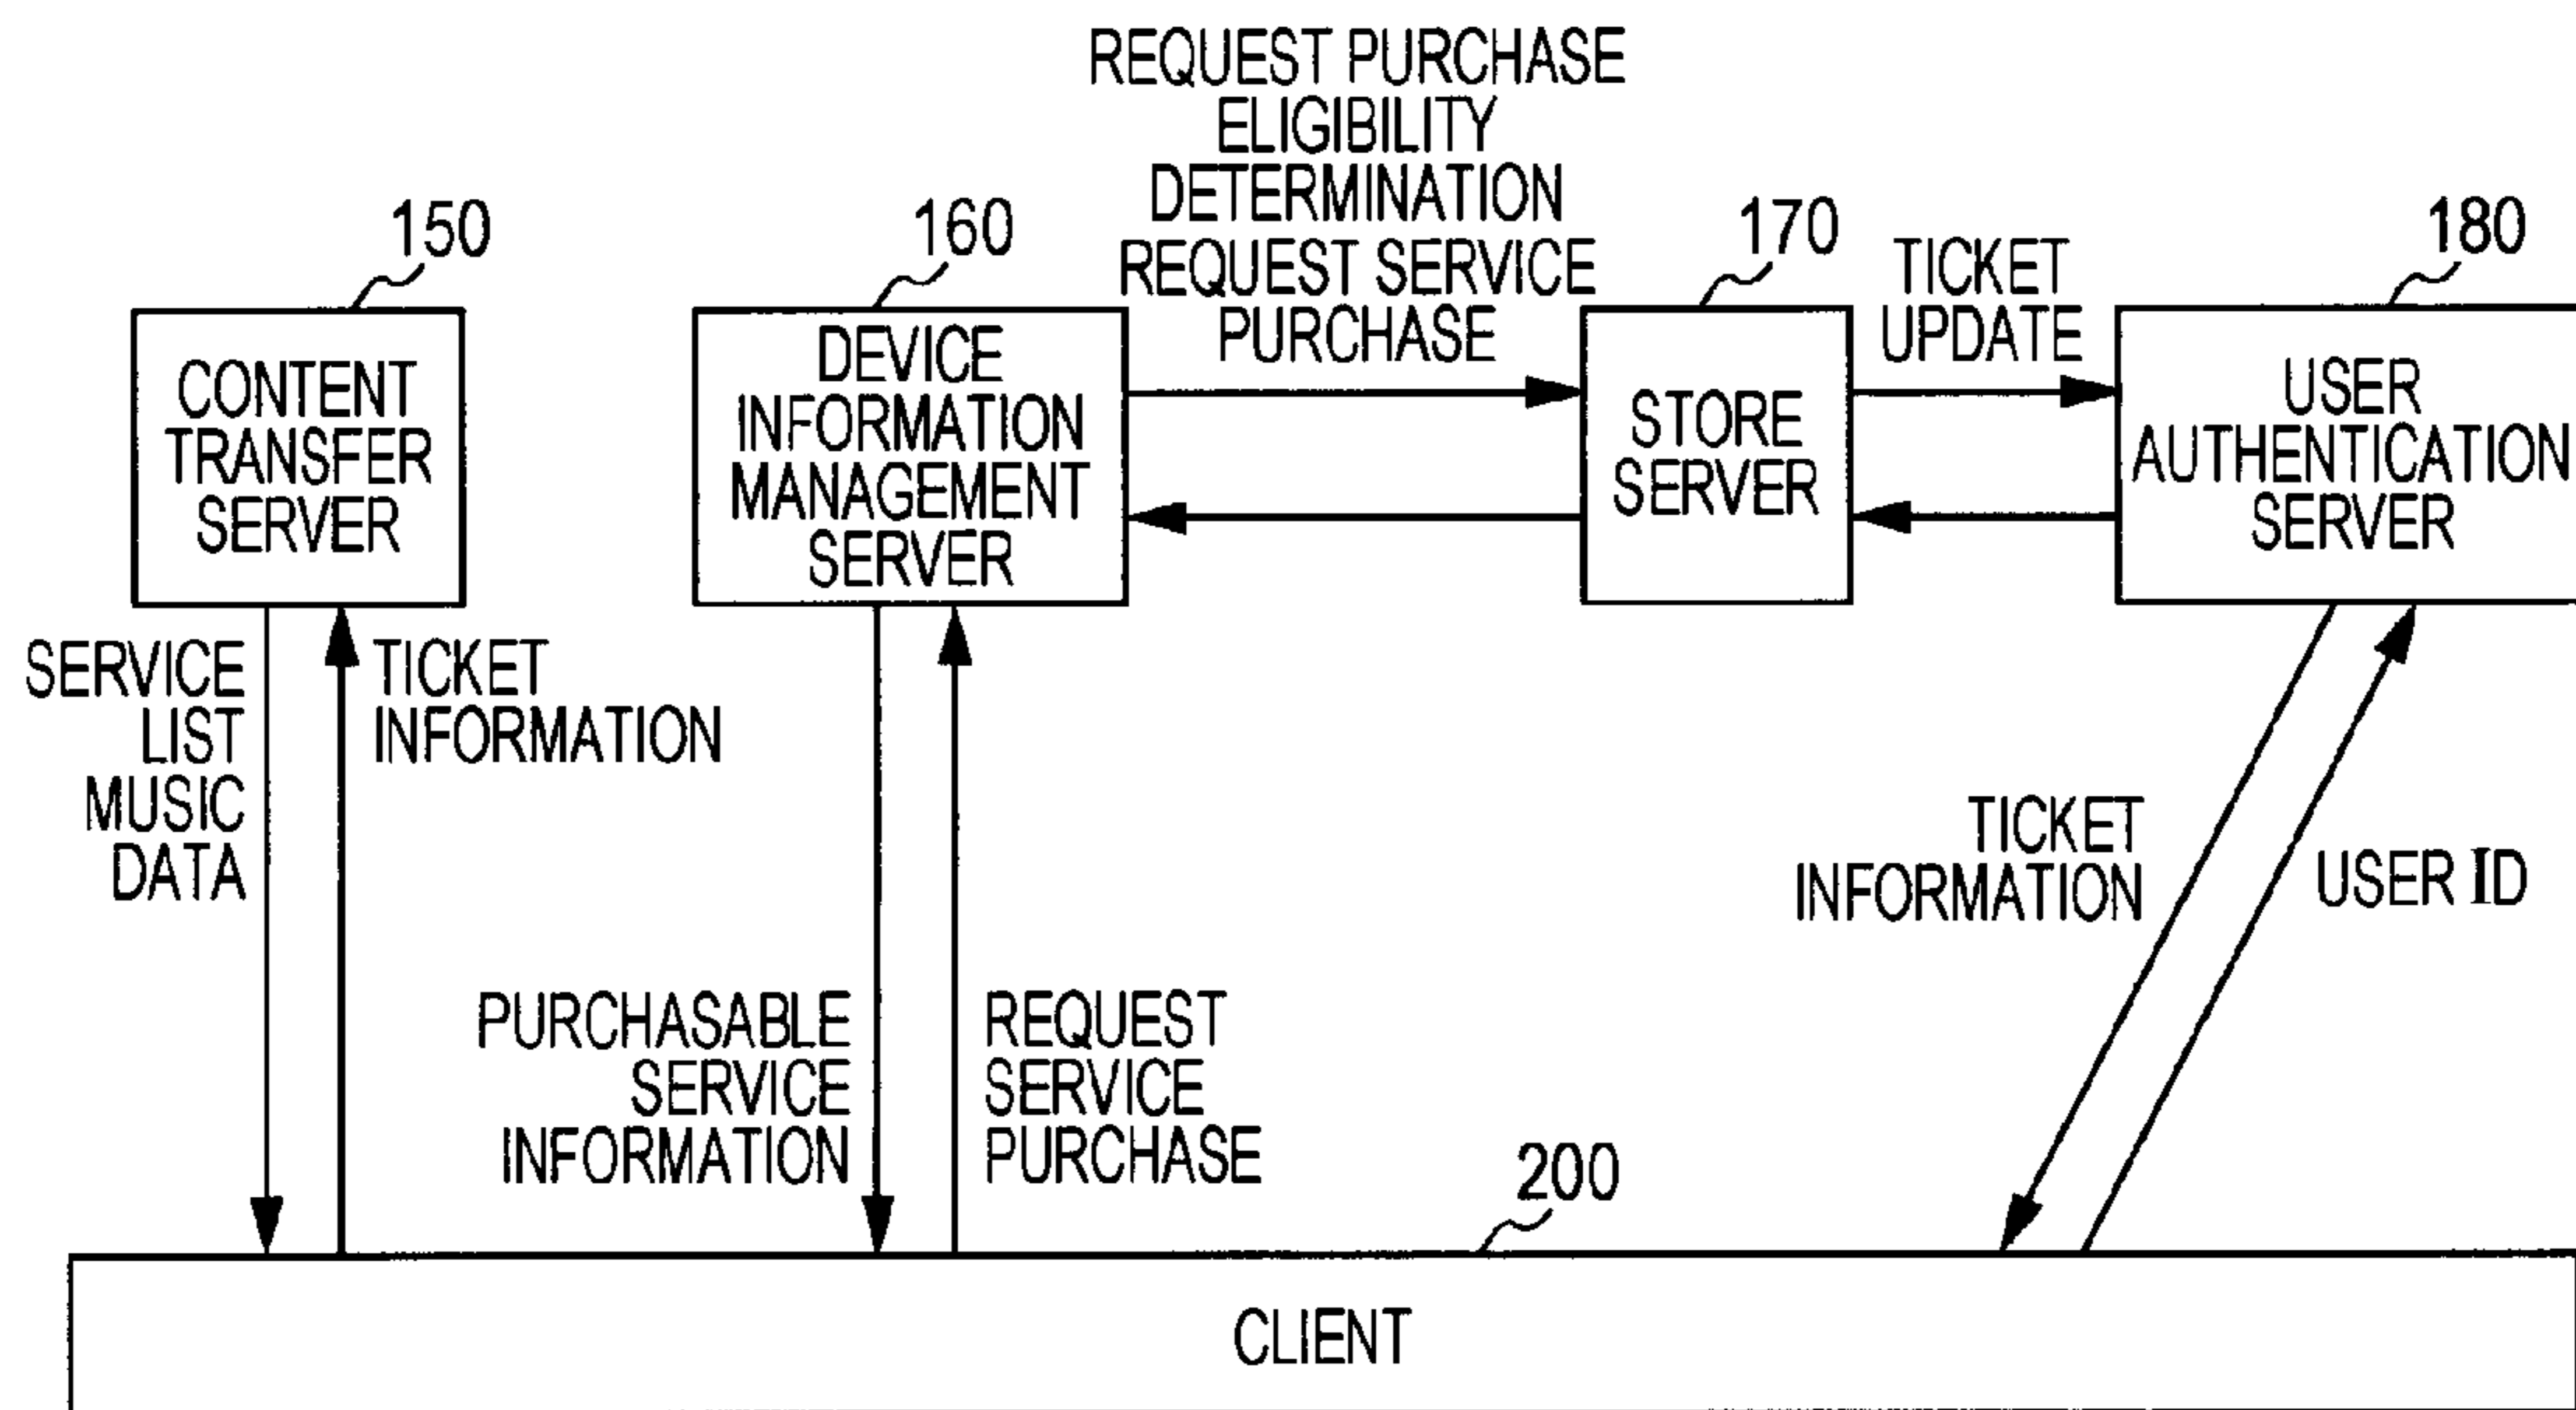 REQUEST PURCHASE
ELIGIBILITY
DETERMINATION
REQUEST SERVICE
PURCHASE
150
160
170
180
TICKET
UPDATE
CONTENT
TRANSFER
SERVER
DEVICE
INFORMATION
MANAGEMENT
SERVER
STORE
SERVER
USER
AUTHENTICATION
SERVER
SERVICE
LIST
MUSIC
DATA
TICKET
INFORMATION
PURCHASABLE
SERVICE
INFORMATION
REQUEST
SERVICE
PURCHASE
TICKET
INFORMATION
USER ID
200
CLIENT